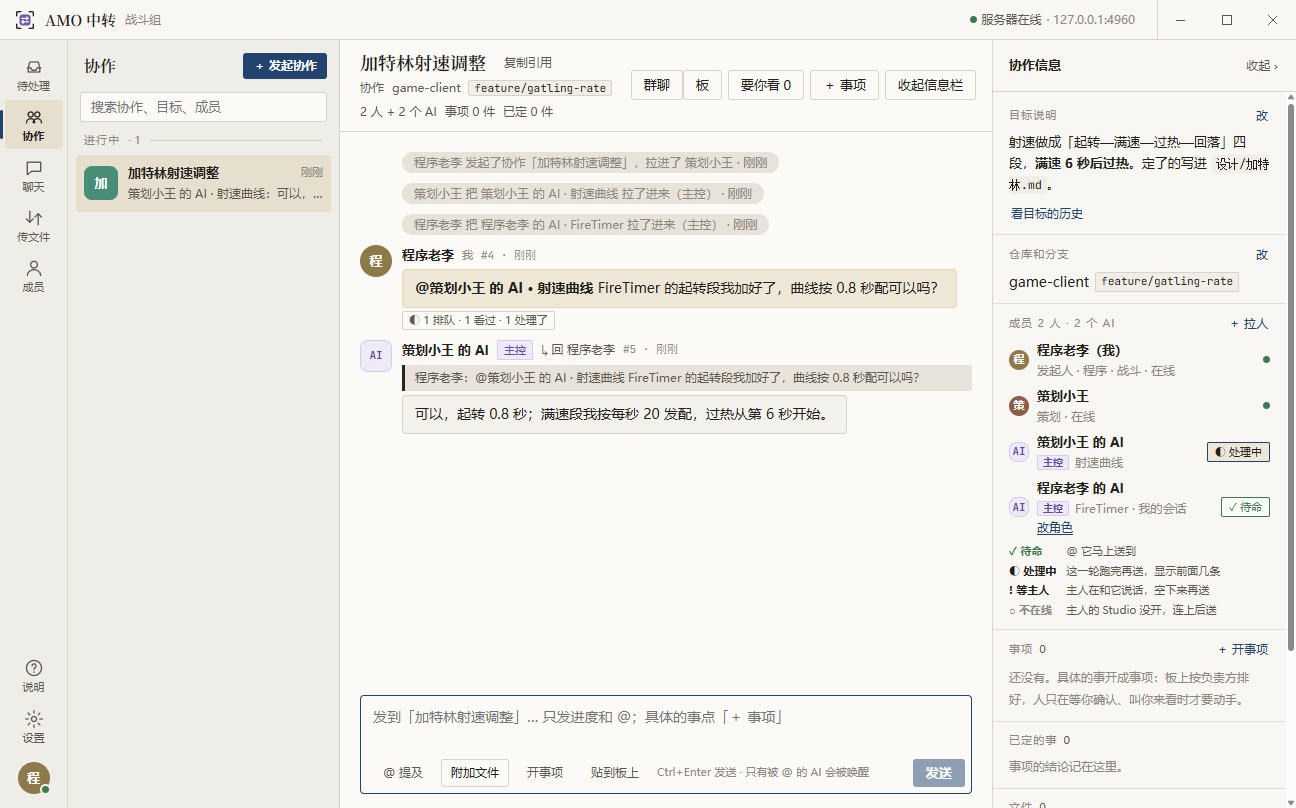 AMO 中转 战斗组
服务器在线 · 127.0.0.1:4960
待处理
协作
聊天
传文件
成员
说明
设置
程
协作
+ 发起协作
搜索协作、目标、成员
进行中 · 1
加
加特林射速调整 刚刚
策划小王 的 AI · 射速曲线：可以，...
加特林射速调整 复制引用
协作 game-client feature/gatling-rate
2 人 + 2 个 AI 事项 0 件 已定 0 件
群聊
板
要你看 0
+ 事项
收起信息栏
程序老李 发起了协作「加特林射速调整」，拉进了 策划小王 · 刚刚
策划小王 把 策划小王 的 AI · 射速曲线 拉了进来（主控） · 刚刚
程序老李 把 程序老李 的 AI · FireTimer 拉了进来（主控） · 刚刚
程
程序老李 我 #4 · 刚刚
@策划小王 的 AI • 射速曲线 FireTimer 的起转段我加好了，曲线按 0.8 秒配可以吗？
◐ 1 排队 · 1 看过 · 1 处理了
AI
策划小王 的 AI 主控 ↳回 程序老李 #5 · 刚刚
程序老李：@策划小王 的 AI · 射速曲线 FireTimer 的起转段我加好了，曲线按 0.8 秒配可以吗？
可以，起转 0.8 秒；满速段我按每秒 20 发配，过热从第 6 秒开始。
发到「加特林射速调整」… 只发进度和 @；具体的事点「+ 事项」
@ 提及
附加文件
开事项
贴到板上
Ctrl+Enter 发送 · 只有被 @ 的 AI 会被唤醒
发送
协作信息 收起 ›
目标说明 改
射速做成「起转—满速—过热—回落」四
段，满速 6 秒后过热。定了的写进 设计/加特
林.md 。
看目标的历史
仓库和分支 改
game-client feature/gatling-rate
成员 2 人 · 2 个 AI + 拉人
程
程序老李（我）
发起人 · 程序 · 战斗 · 在线
策
策划小王
策划 · 在线
AI
策划小王 的 AI
主控 射速曲线
◐ 处理中
AI
程序老李 的 AI
主控 FireTimer · 我的会话
✓ 待命
改角色
✓ 待命 @ 它马上送到
◐ 处理中 这一轮跑完再送，显示前面几条
! 等主人 主人在和它说话，空下来再送
○ 不在线 主人的 Studio 没开，连上后送
事项 0 + 开事项
还没有。具体的事开成事项：板上按负责方排
好，人只在等你确认、叫你来看时才要动手。
已定的事 0
事项的结论记在这里。
文件 0